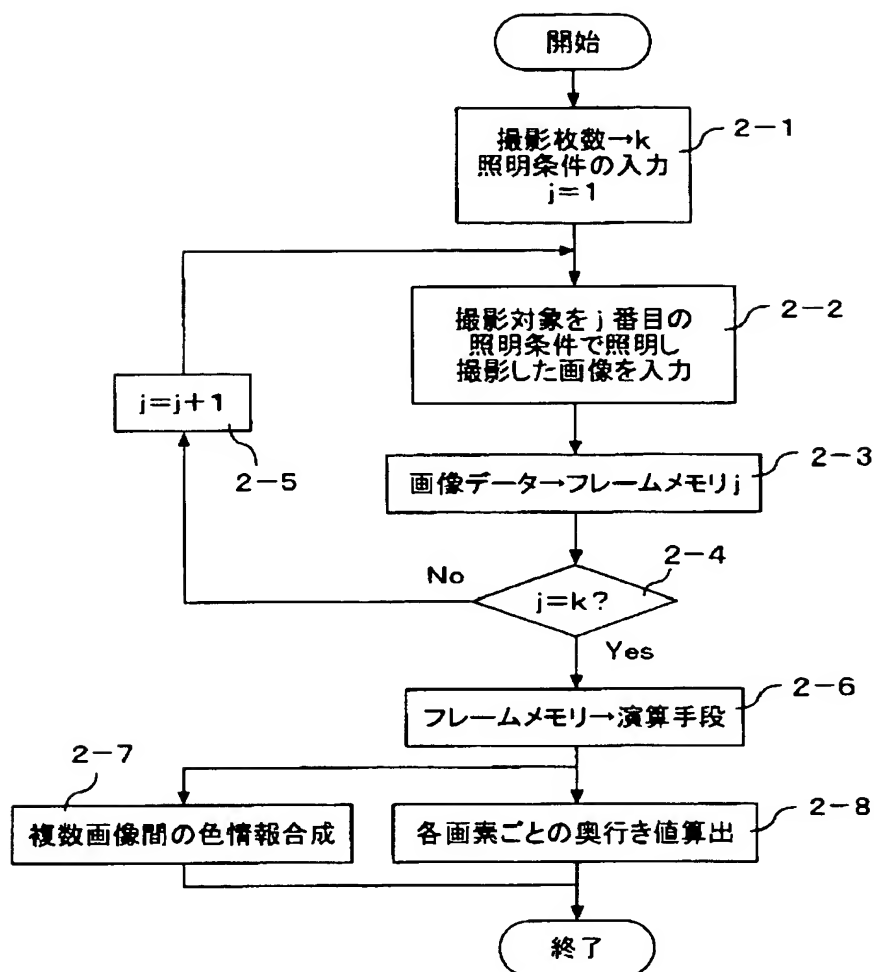 開始
撮影枚数→k
照明条件の入力
j=1
2-1
撮影対象をj番目の
照明条件で照明し
撮影した画像を入力
2-2
j=j+1
2-5
画像データ→フレームメモリj
2-3
j=k?
2-4
No
Yes
フレームメモリ→演算手段
2-6
2-7
複数画像間の色情報合成
各画素ごとの奥行き値算出
2-8
終了